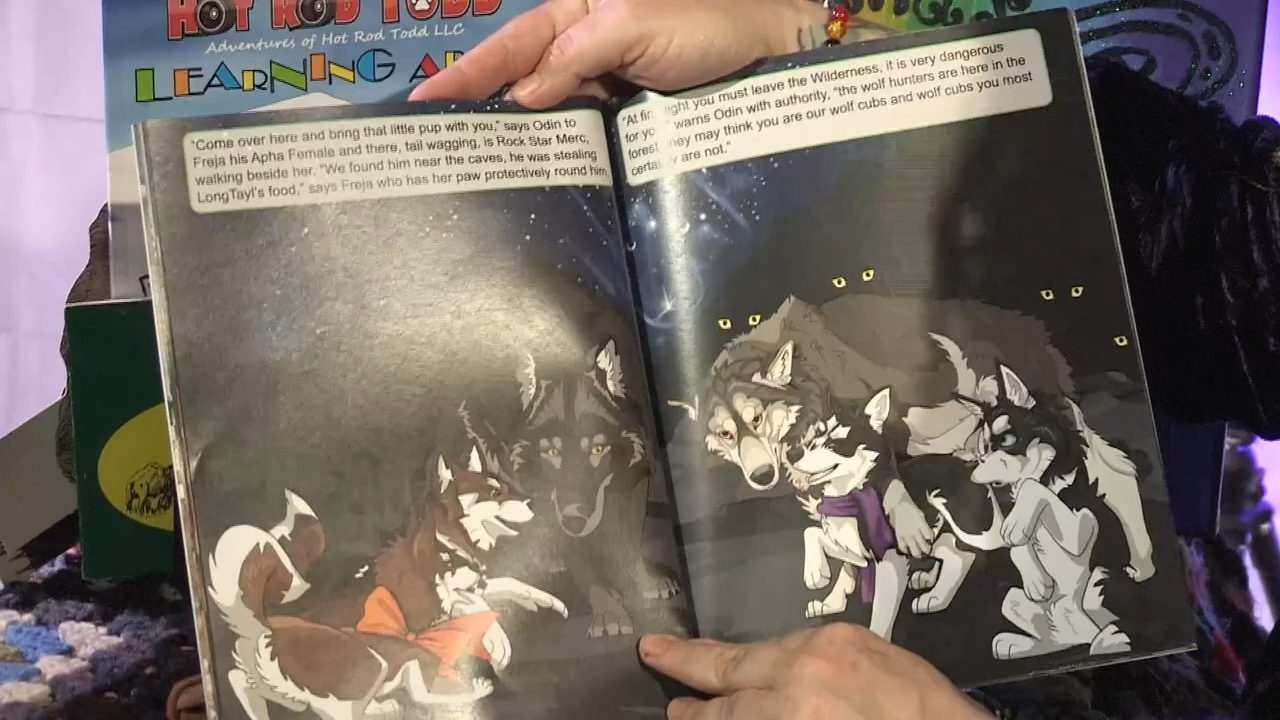 HOT ROD TODD
Adventures of Hot Rod Todd LLC
LEARNING
"Come over here and bring that little pup with you," says Odin to
Freja his Apha Female and there, tail wagging, is Rock Star Merc,
walking beside her. "We found him near the caves, he was stealing
LongTayl's food," says Freja who has her paw protectively round him.
"At fir ight you must leave the Wilderness, it is very dangerous
for yo warns Odin with authority, "the wolf hunters are here in the
forest hey may think you are our wolf cubs and wolf cubs you most
certai y are not."